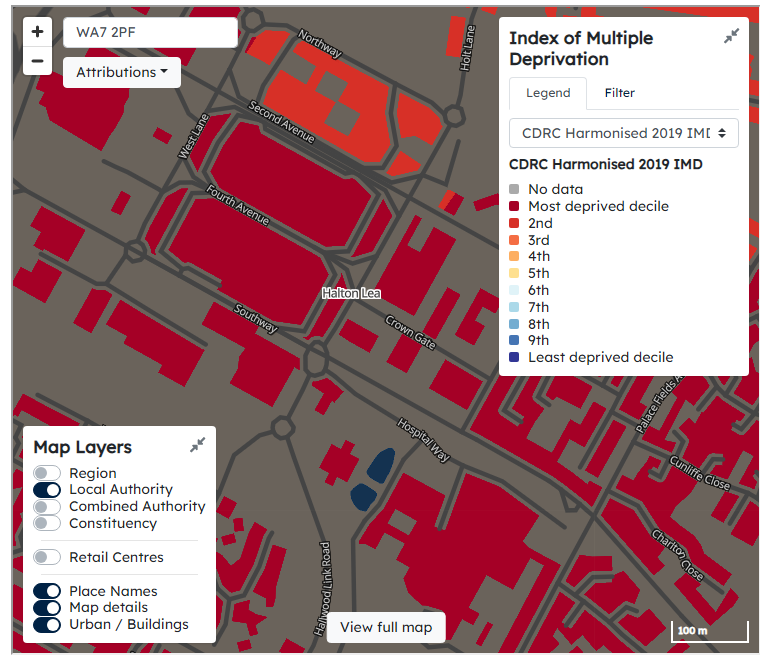 +
−
WA7 2PF
Attributions
Index of Multiple
Deprivation
Legend
Filter
CDRC Harmonised 2019 IMD
CDRC Harmonised 2019 IMD
No data
Most deprived decile
2nd
3rd
4th
5th
6th
7th
8th
9th
Least deprived decile
Northway
Holt Lane
Second Avenue
West Lane
Fourth Avenue
Halton Lea
Southway
Crown Gate
Palace Fields A
Hospital Way
Cunliffe Close
Charlton Close
Hallwood Link Road
Map Layers
Region
Local Authority
Combined Authority
Constituency
Retail Centres
Place Names
Map details
Urban / Buildings
View full map
100 m